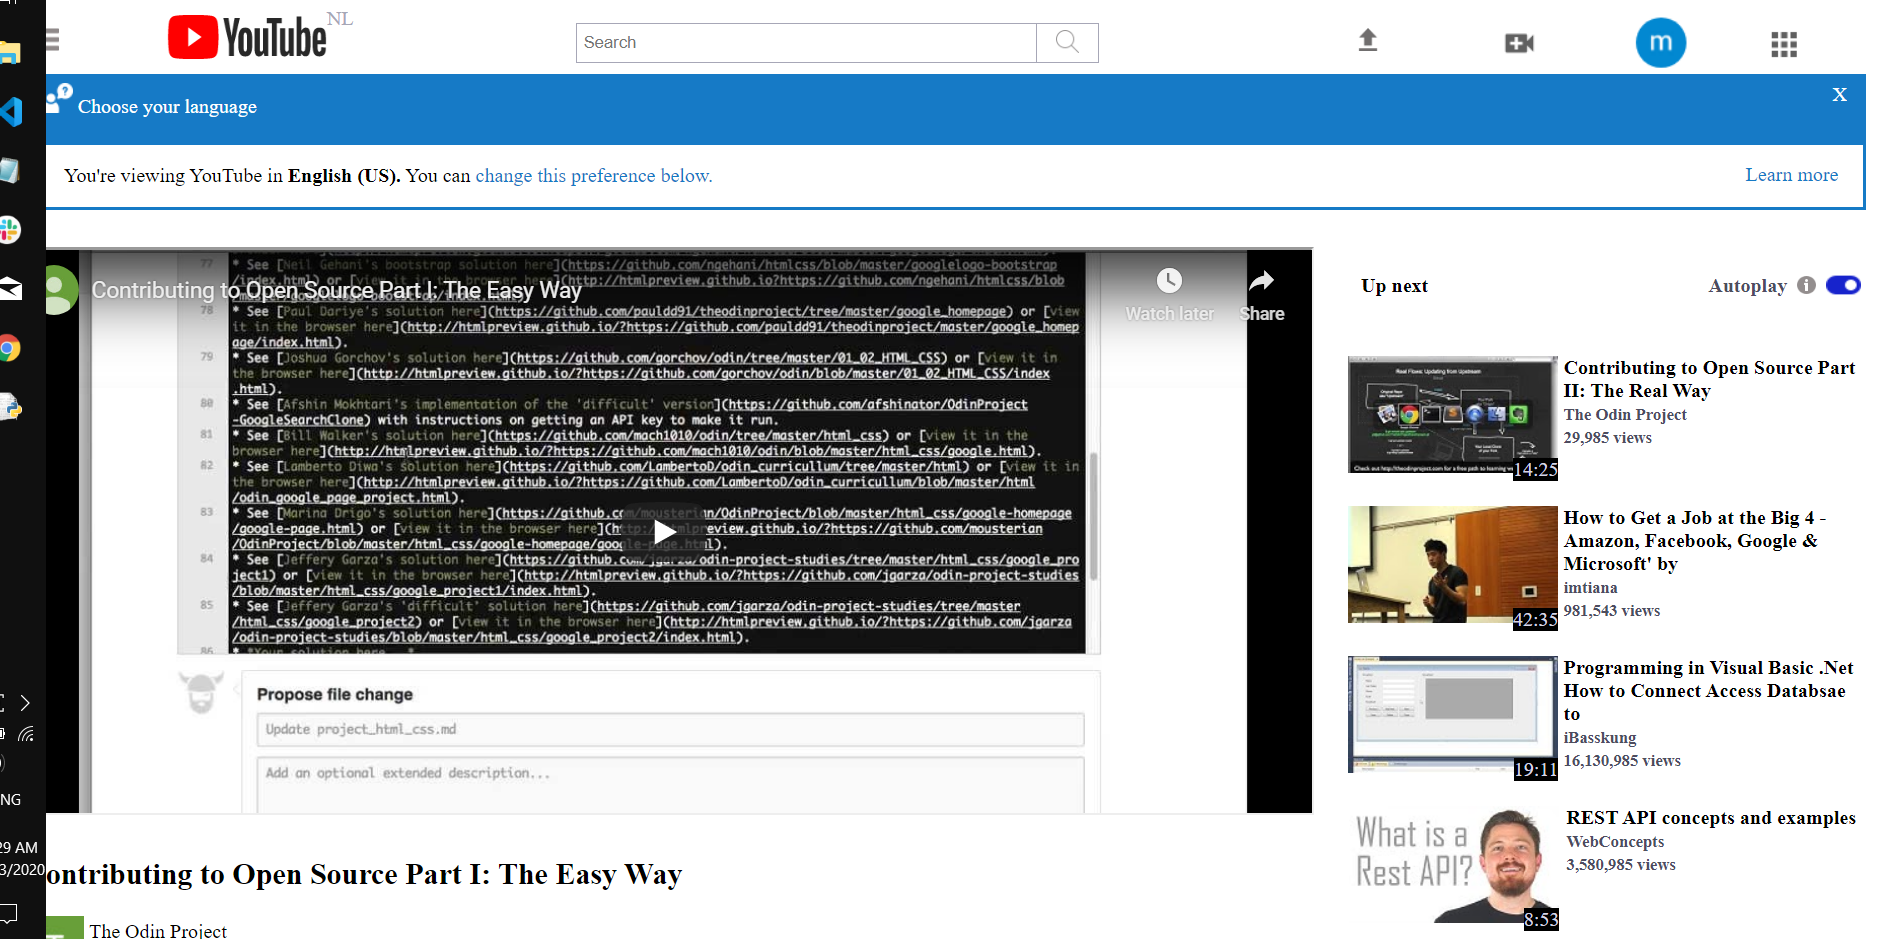 YouTube NL
Search
m
Choose your language
X
You're viewing YouTube in English (US). You can change this preference below.
Learn more
Contributing to Open Source Part I: The Easy Way
Watch later
Share
77
* See [Neil Gehani's bootstrap solution here](https://github.com/ngehani/htmlcss/blob/master/googlelogo-bootstrap
/index.html) or [view it in the browser here](http://htmlpreview.github.io?https://github.com/ngehani/htmlcss/blob
78 * See [Paul Dariye's solution here](https://github.com/pauldd91/theodinproject/tree/master/google_homepage) or [view
it in the browser here](http://htmlpreview.github.io/?https://github.com/pauldd91/theodinproject/master/google_homep
age/index.html).
79 * See [Joshua Gorchov's solution here](https://github.com/gorchov/odin/tree/master/01_02_HTML_CSS) or [view it in
the browser here](http://htmlpreview.github.io/?https://github.com/gorchov/odin/blob/master/01_02_HTML_CSS/index
.html).
80 * See [Afshin Mokhtari's implementation of the 'difficult' version](https://github.com/afshinator/OdinProject
-GoogleSearchClone) with instructions on getting an API key to make it run.
81 * See [Bill Walker's solution here](https://github.com/mach1010/odin/tree/master/html_css) or [view it in the
browser here](http://htmlpreview.github.io/?https://github.com/mach1010/odin/blob/master/html_css/google.html).
82 * See [Lamberto Diwa's solution here](https://github.com/LambertoD/odin_curricullum/tree/master/html) or [view it in
the browser here](http://htmlpreview.github.io/?https://github.com/LambertoD/odin_curricullum/blob/master/html
/odin_google_page_project.html).
83 * See [Marina Drigo's solution here](https://github.com/mousterian/OdinProject/blob/master/html_css/google-homepage
/google-page.html) or [view it in the browser here](http://htmlpreview.github.io/?https://github.com/mousterian
/OdinProject/blob/master/html_css/google-homepage/google-page.html).
84 * See [Jeffery Garza's solution here](https://github.com/jgarza/odin-project-studies/tree/master/html_css/google_pro
ject1) or [view it in the browser here](http://htmlpreview.github.io/?https://github.com/jgarza/odin-project-studies
/blob/master/html_css/google_project1/index.html).
85 * See [Jeffery Garza's 'difficult' solution here](https://github.com/jgarza/odin-project-studies/tree/master
/html_css/google_project2) or [view it in the browser here](http://htmlpreview.github.io/?https://github.com/jgarza
/odin-project-studies/blob/master/html_css/google_project2/index.html).
86 * *Your solution here...*
Propose file change
Update project_html_css.md
Add an optional extended description...
ontributing to Open Source Part I: The Easy Way
The Odin Project
Up next
Autoplay
Real Flows: Updating from Upstream
14:25
Contributing to Open Source Part
II: The Real Way
The Odin Project
29,985 views
42:35
How to Get a Job at the Big 4 -
Amazon, Facebook, Google &
Microsoft' by
imtiana
981,543 views
19:11
Programming in Visual Basic .Net
How to Connect Access Databsae
to
iBasskung
16,130,985 views
What is a
Rest API?
8:53
REST API concepts and examples
WebConcepts
3,580,985 views
NG
29 AM
3/2020